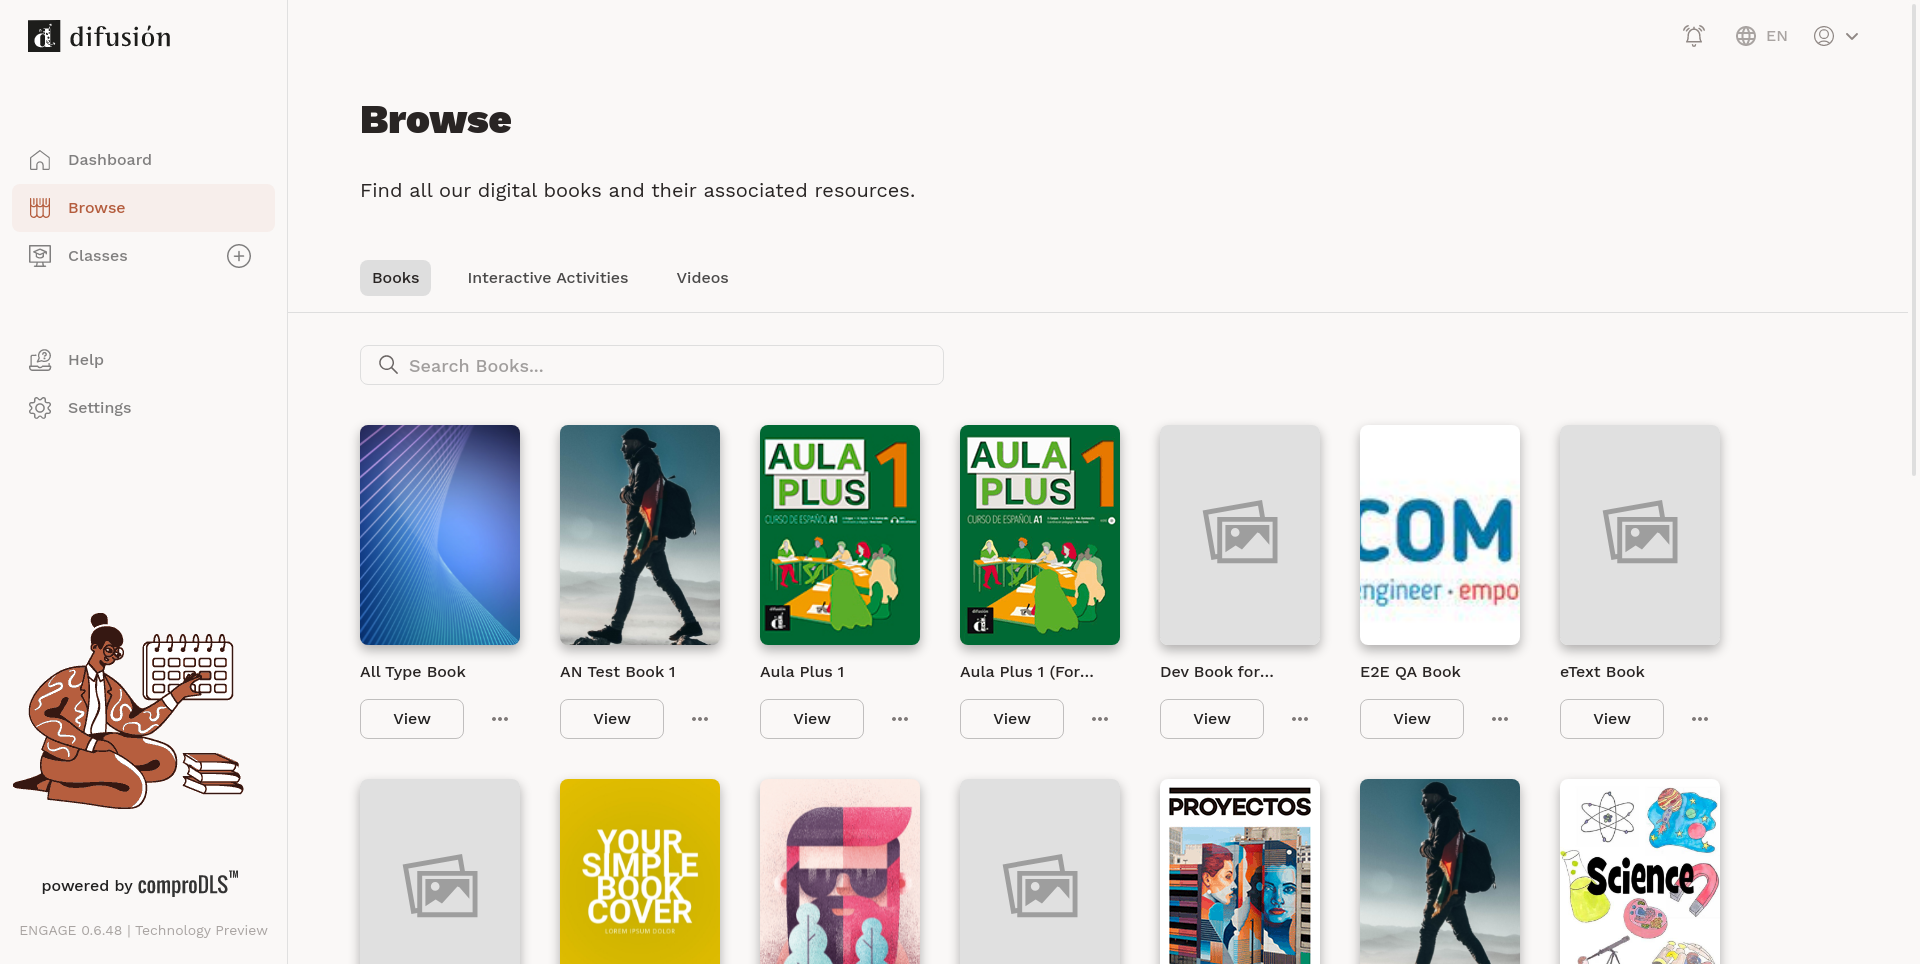 difusión
EN
Browse
Dashboard
Browse
Classes
Find all our digital books and their associated resources.
Books
Interactive Activities
Videos
Search Books...
Help
Settings
AULA 1
PLUS
CURSO DE ESPAÑOL A1
difusión
AULA 1
PLUS
CURSO DE ESPAÑOL A1
difusión
COM
engineer · empo
All Type Book
AN Test Book 1
Aula Plus 1
Aula Plus 1 (For...
Dev Book for...
E2E QA Book
eText Book
View
View
View
View
View
View
View
YOUR
SIMPLE
BOOK
COVER
LOREM IPSUM DOLOR
PROYECTOS
Science
powered by comproDLS™
ENGAGE 0.6.48 | Technology Preview